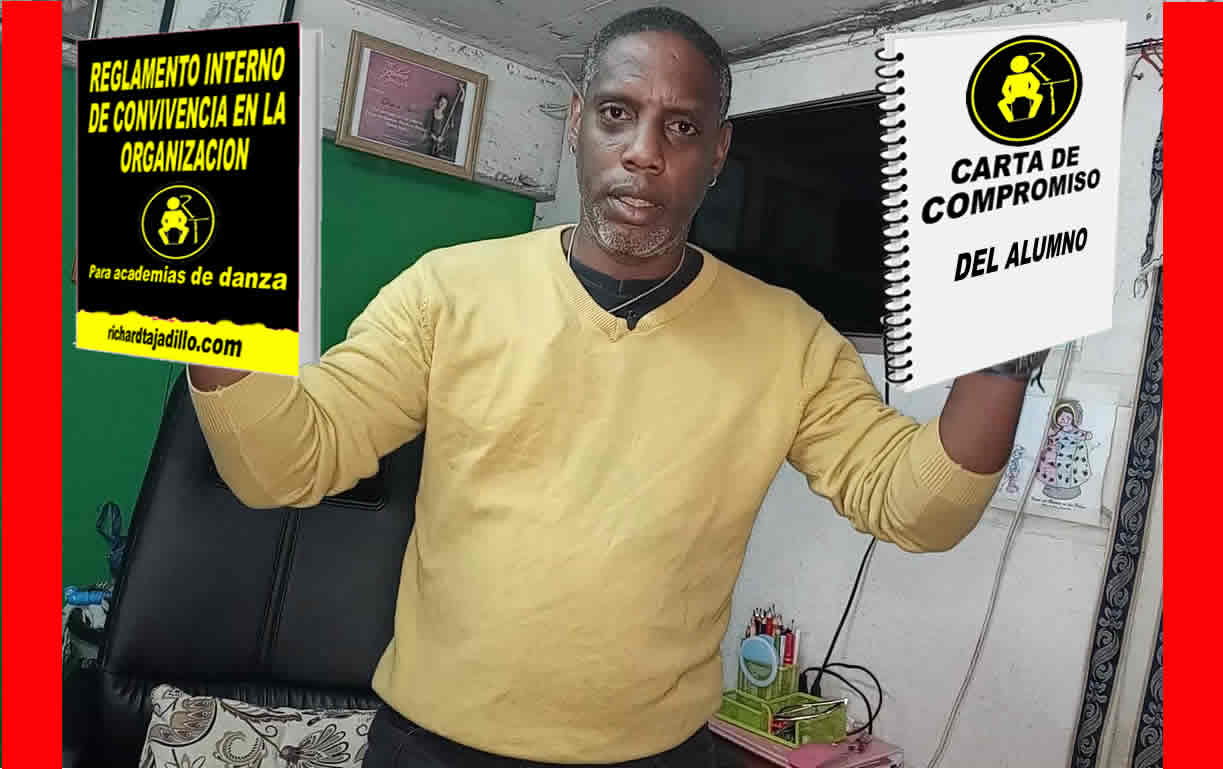 REGLAMENTO INTERNO
DE CONVIVENCIA EN LA
ORGANIZACION
Para academias de danza
richardtajadillo.com
CARTA DE
COMPROMISO
DEL ALUMNO